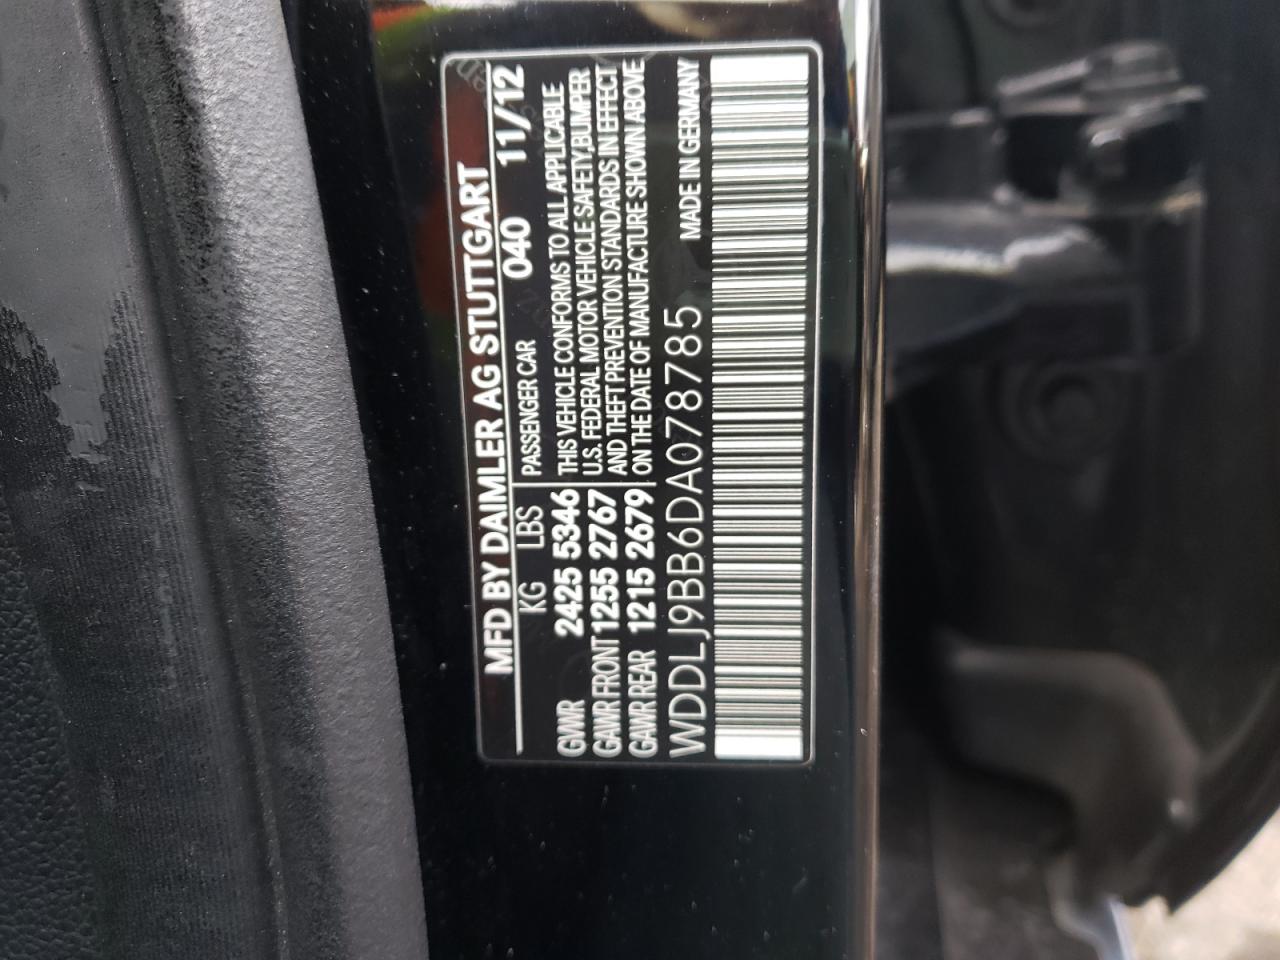 MFD BY DAIMLER AG STUTTGART
KG LBS PASSENGER CAR 040 11/12
GWR 2425 5346 THIS VEHICLE CONFORMS TO ALL APPLICABLE
GAWR FRONT 1255 2767 U.S. FEDERAL MOTOR VEHICLE SAFETY,BUMPER
AND THEFT PREVENTION STANDARDS IN EFFECT
GAWR REAR 1215 2679 ON THE DATE OF MANUFACTURE SHOWN ABOVE
WDDLJ9BB6DA078785 MADE IN GERMANY